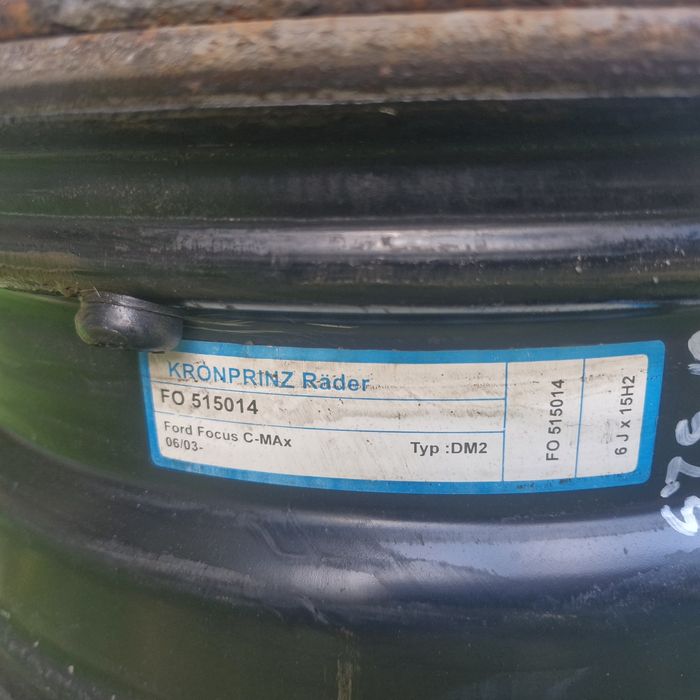 KRONPRINZ Räder
FO 515014
Ford Focus C-MAx
06/03-
Typ :DM2
FO 515014
6 J x 15H2